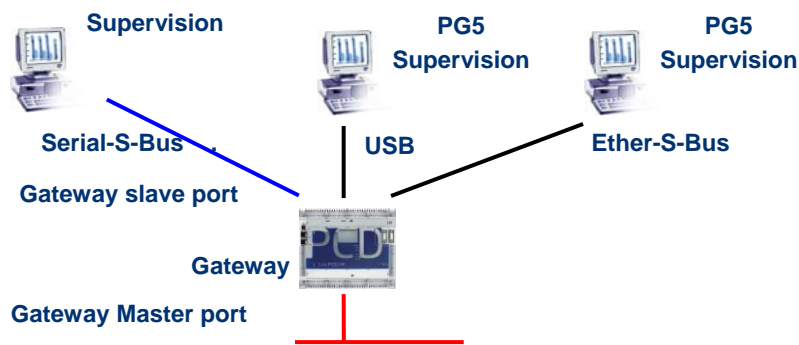 Supervision
PG5
Supervision
PG5
Supervision
Serial-S-Bus .
USB
Ether-S-Bus
Gateway slave port
PCD
Gateway
Gateway Master port